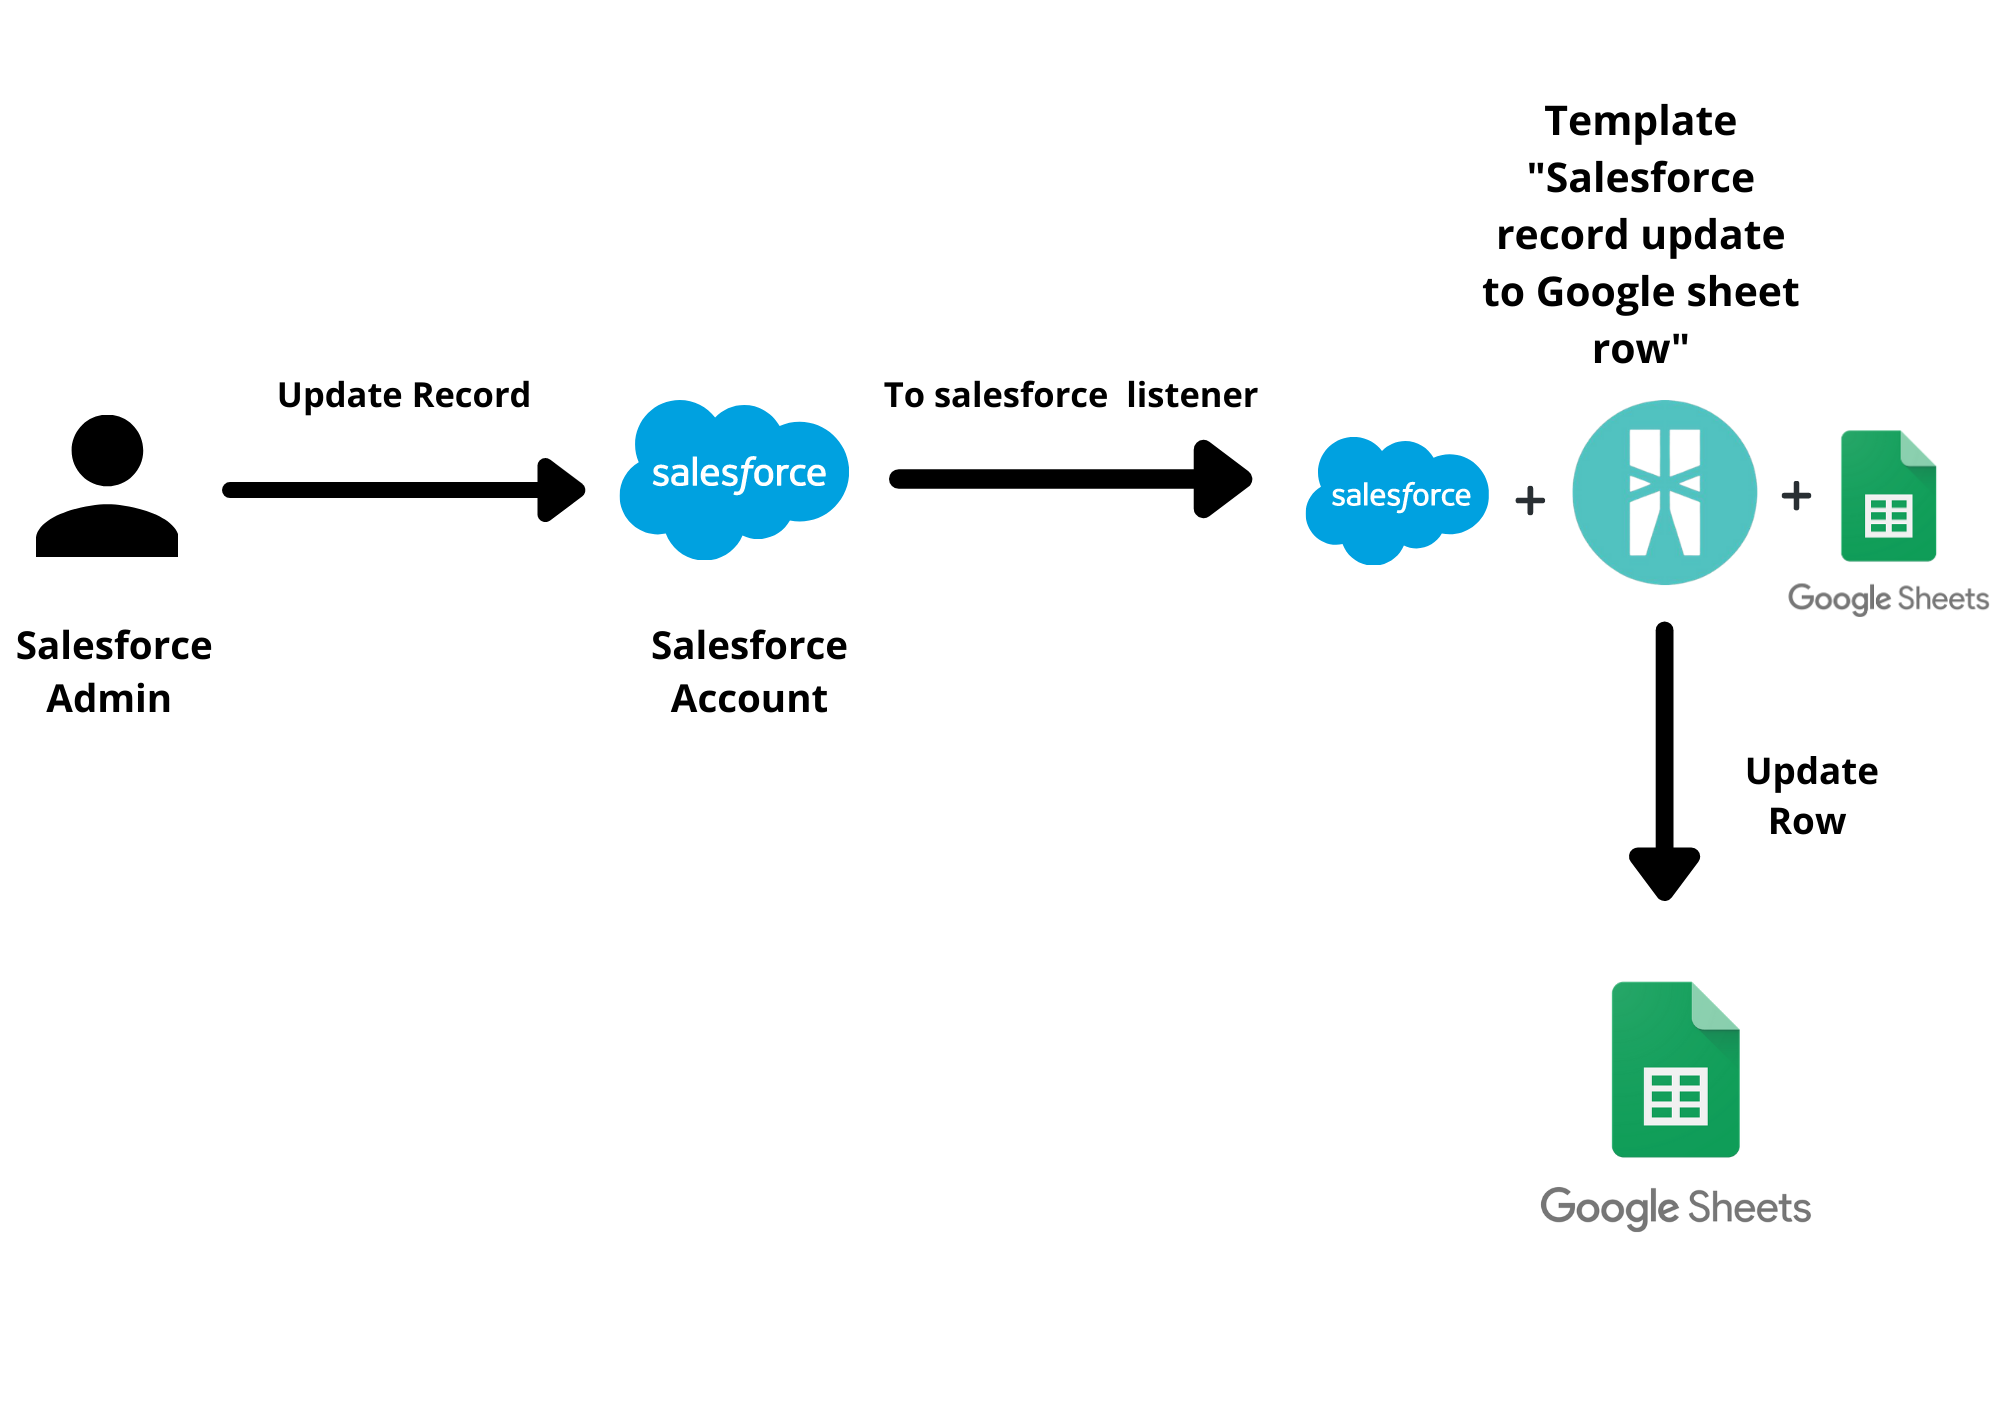 Template
"Salesforce
record update
to Google sheet
row"
Update Record
To salesforce  listener
salesforce
salesforce
+
+
Google Sheets
Salesforce
Admin
Salesforce
Account
Update
Row
Google Sheets